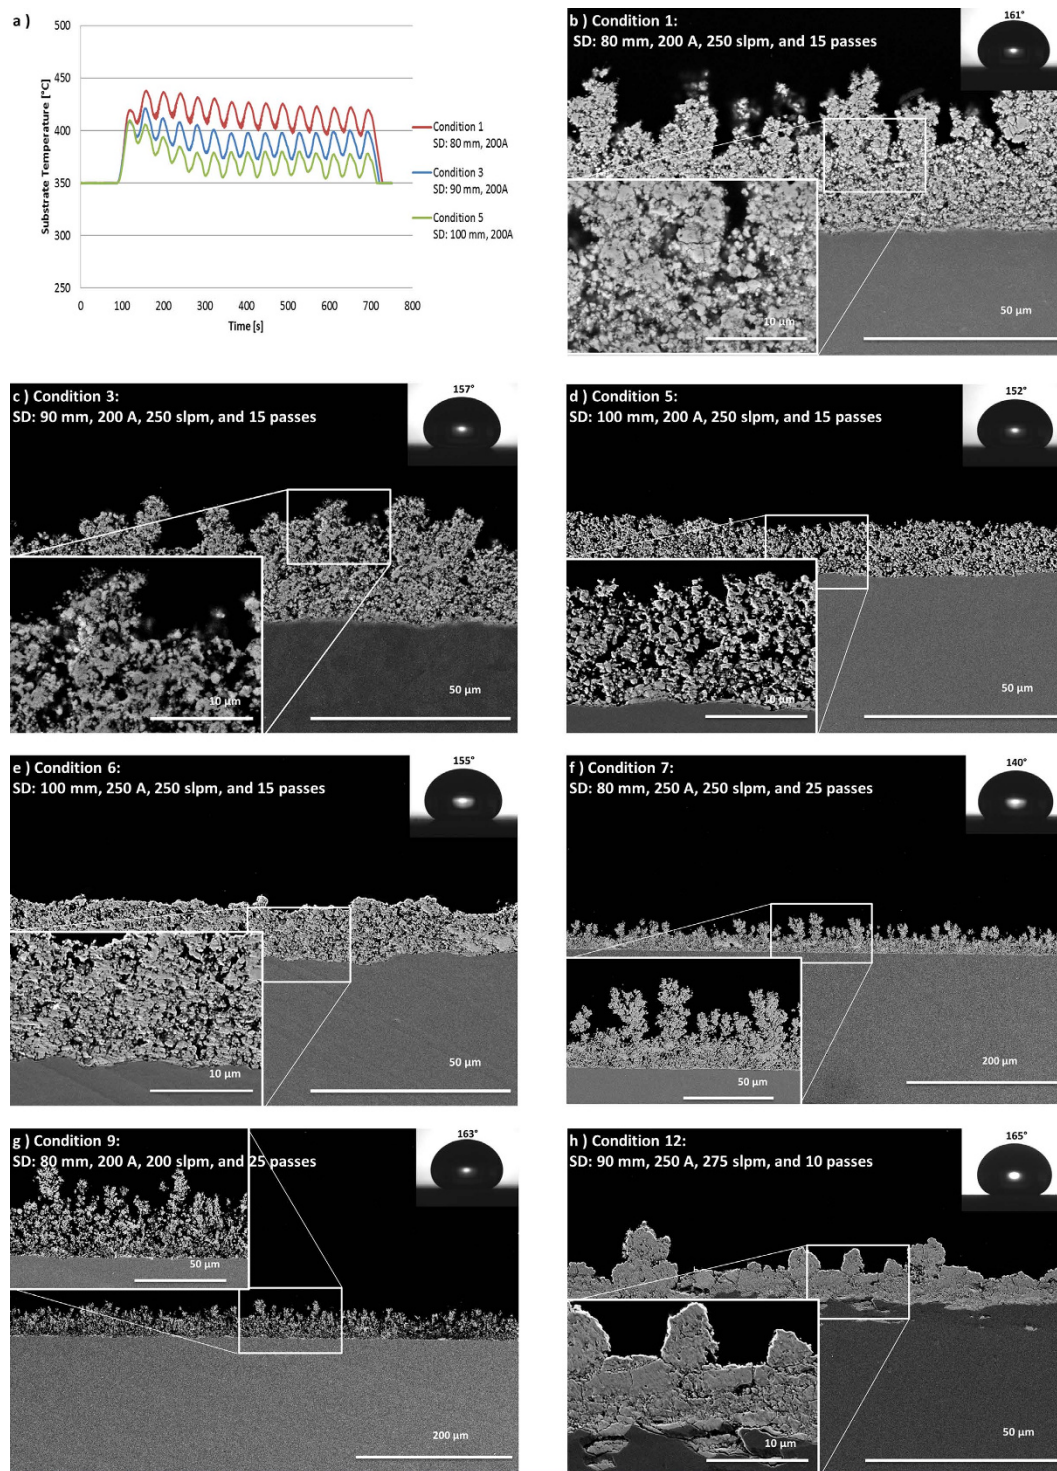 a )
500
450
400
350
300
250
Substrate Temperature [°C]
0 100 200 300 400 500 600 700 800
Time [s]
Condition 1
SD: 80 mm, 200A
Condition 3
SD: 90 mm, 200A
Condition 5
SD: 100 mm, 200A
b ) Condition 1:
SD: 80 mm, 200 A, 250 slpm, and 15 passes
161°
10 µm
50 µm
c ) Condition 3:
SD: 90 mm, 200 A, 250 slpm, and 15 passes
157°
10 µm
50 µm
d ) Condition 5:
SD: 100 mm, 200 A, 250 slpm, and 15 passes
152°
10 µm
50 µm
e ) Condition 6:
SD: 100 mm, 250 A, 250 slpm, and 15 passes
155°
10 µm
50 µm
f ) Condition 7:
SD: 80 mm, 250 A, 250 slpm, and 25 passes
140°
50 µm
200 µm
g ) Condition 9:
SD: 80 mm, 200 A, 200 slpm, and 25 passes
163°
50 µm
200 µm
h ) Condition 12:
SD: 90 mm, 250 A, 275 slpm, and 10 passes
165°
10 µm
50 µm